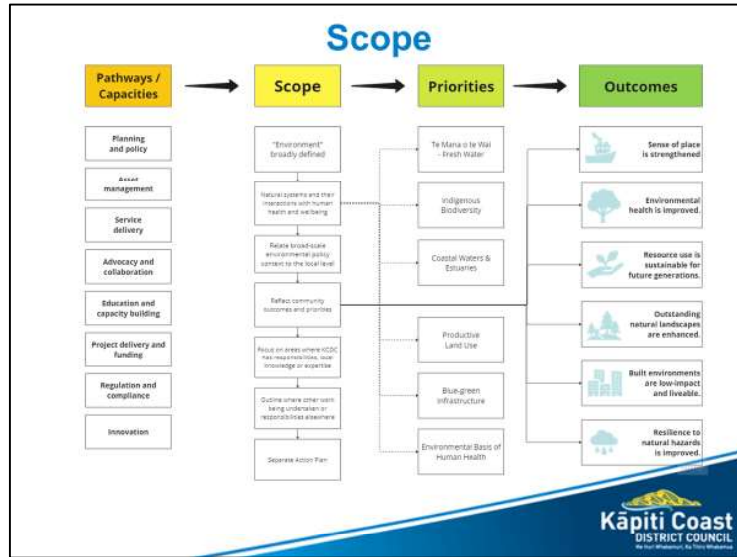 Scope
Pathways /
Capacities
Scope
Priorities
Outcomes
Planning
and policy
Asset
management
Service
delivery
Advocacy and
collaboration
Education and
capacity building
Project delivery and
funding
Regulation and
compliance
Innovation
"Environment"
broadly defined
Natural systems and their
interactions with human
health and wellbeing
Relate broad-scale
environmental policy
context to the local level
Reflect community
outcomes and priorities
Focus on areas where KCDC
has responsibilities, local
knowledge or expertise
Outline where other work
being undertaken or
responsibilities elsewhere
Separate Action Plan
Te Mana o te Wai
- Fresh Water
Indigenous
Biodiversity
Coastal Waters &
Estuaries
Productive
Land Use
Blue-green
Infrastructure
Environmental Basis of
Human Health
Sense of place
is strengthened
Environmental
health is improved.
Resource use is
sustainable for
future generations.
Outstanding
natural landscapes
are enhanced.
Built environments
are low-impact
and liveable.
Resilience to
natural hazards
is improved.
Kāpiti Coast
DISTRICT COUNCIL
Me Huri Whakamuri, Ka Titiro Whakamua